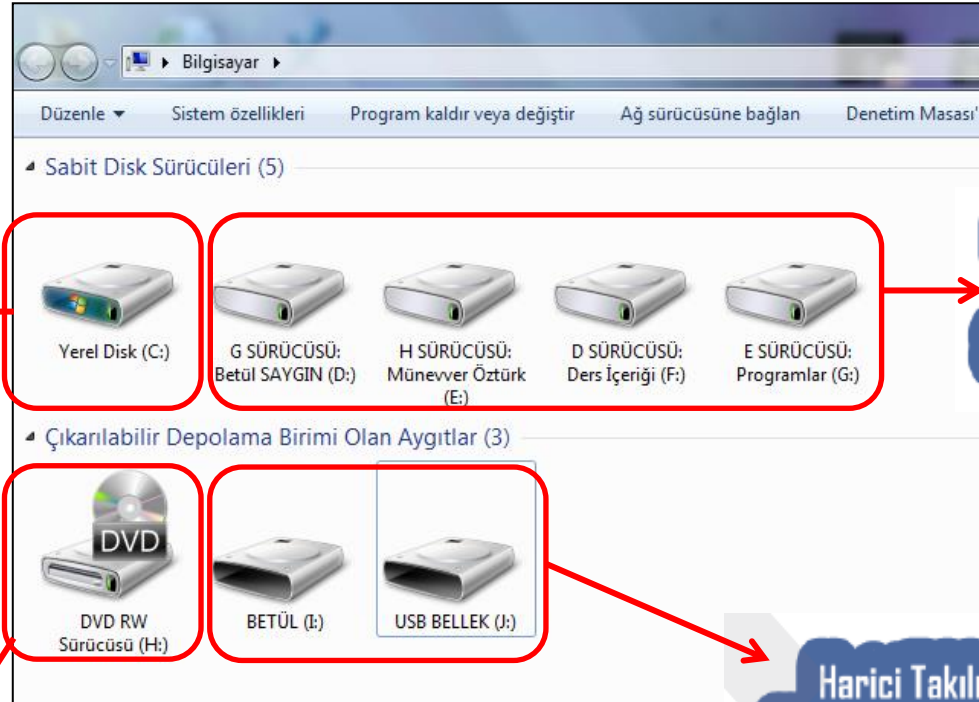 Bilgisayar
Düzenle Sistem özellikleri Program kaldır veya değiştir Ağ sürücüsüne bağlan Denetim Masası'
Sabit Disk Sürücüleri (5)
Yerel Disk (C:)
G SÜRÜCÜSÜ:
Betül SAYGIN (D:)
H SÜRÜCÜSÜ:
Münevver Öztürk
(E:)
D SÜRÜCÜSÜ:
Ders İçeriği (F:)
E SÜRÜCÜSÜ:
Programlar (G:)
Çıkarılabilir Depolama Birimi Olan Aygıtlar (3)
DVD
DVD RW
Sürücüsü (H:)
BETÜL (I:)
USB BELLEK (J:)
Harici